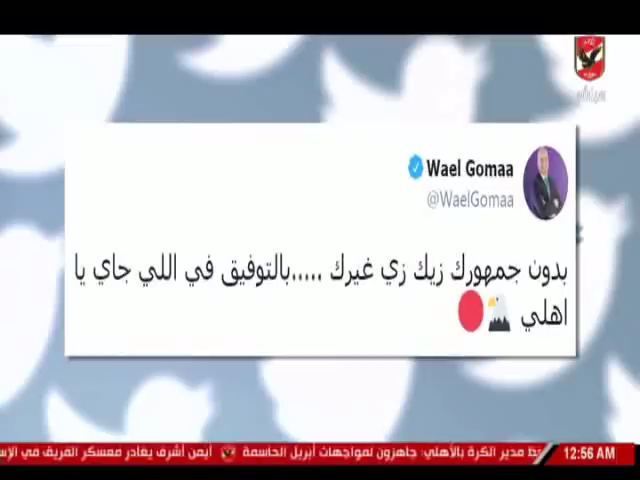 مباشر
Wael Gomaa
@WaelGomaa
بدون جمهورك زيك زي غيرك .....بالتوفيق في اللي جاي يا
اهلي
مدير الكرة بالأهلي: جاهزون لمواجهات أبريل الحاسمة
أيمن أشرف يغادر معسكر الفريق في
12:56 AM